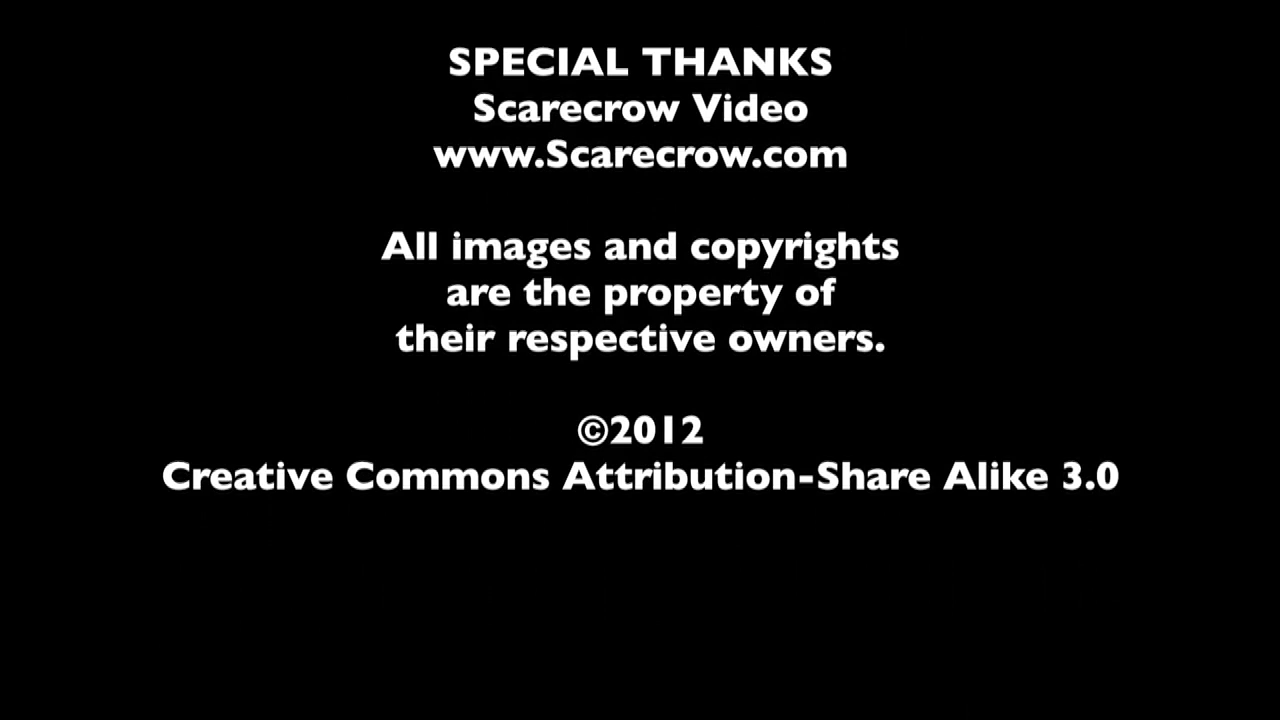 SPECIAL THANKS
Scarecrow Video
www.Scarecrow.com
All images and copyrights
are the property of
their respective owners.
©2012
Creative Commons Attribution-Share Alike 3.0